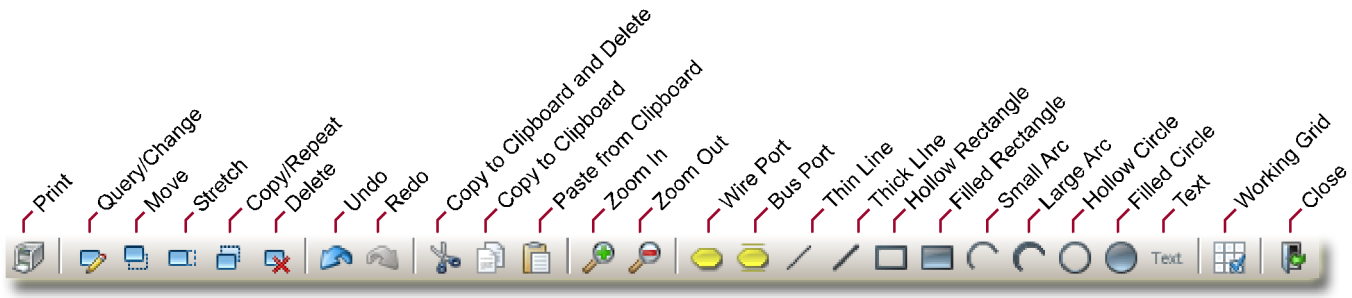 Print
Query/Change
Move
Stretch
Copy/Repeat
Delete
Undo
Redo
Copy to Clipboard and Delete
Copy to Clipboard
Paste from Clipboard
Zoom In
Zoom Out
Wire Port
Bus Port
Thin Line
Thick LIne
Hollow Rectangle
Filled Rectangle
Small Arc
Large Arc
Hollow Circle
Filled Circle
Text
Working Grid
Close
Text